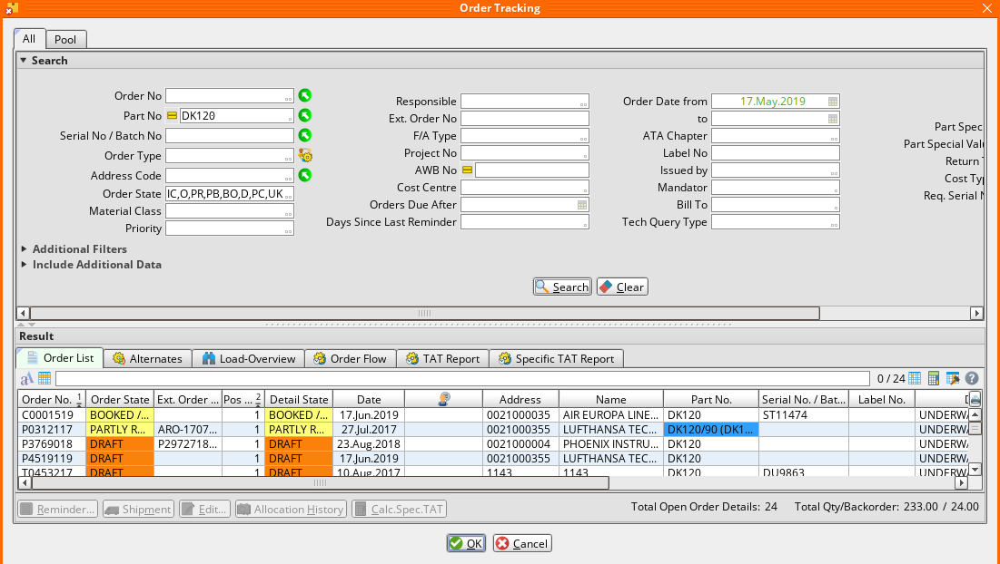 Order Tracking
All Pool
Search
Order No
Part No DK120
Serial No / Batch No
Order Type
Address Code
Order State IC,O,PR,PB,BO,D,PC,UK
Material Class
Priority
Responsible
Ext. Order No
F/A Type
Project No
AWB No
Cost Centre
Orders Due After
Days Since Last Reminder
Order Date from 17.May.2019
to
ATA Chapter
Label No
Issued by
Mandator
Bill To
Tech Query Type
Part Spec
Part Special Val
Return
Cost Ty
Req. Serial
Additional Filters
Include Additional Data
Search Clear
Result
Order List Alternates Load-Overview Order Flow TAT Report Specific TAT Report
0 / 24
Order No. 1 Order State Ext. Order ... Pos ... 2 Detail State Date Address Name Part No. Serial No. / Bat... Label No.
C0001519 BOOKED /... 1 BOOKED /... 17.Jun.2019 0021000035 AIR EUROPA LINE... DK120 ST11474 UNDERW
P0312117 PARTLY R... ARO-1707... 1 PARTLY R... 27.Jul.2017 0021000355 LUFTHANSA TEC... DK120/90 (DK1... UNDERW
P3769018 DRAFT P2972718... 1 DRAFT 23.Aug.2018 0021000004 PHOENIX INSTRU... DK120 UNDERW
P4519119 DRAFT 1 DRAFT 17.Jun.2019 0021000355 LUFTHANSA TEC... DK120 UNDERW
T0453217 DRAFT 1 DRAFT 10.Aug.2017 1143 1143 DK120 DU9863 UNDERW
Reminder... Shipment Edit... Allocation History Calc.Spec.TAT Total Open Order Details: 24 Total Qty/Backorder: 233.00 / 24.00
OK Cancel